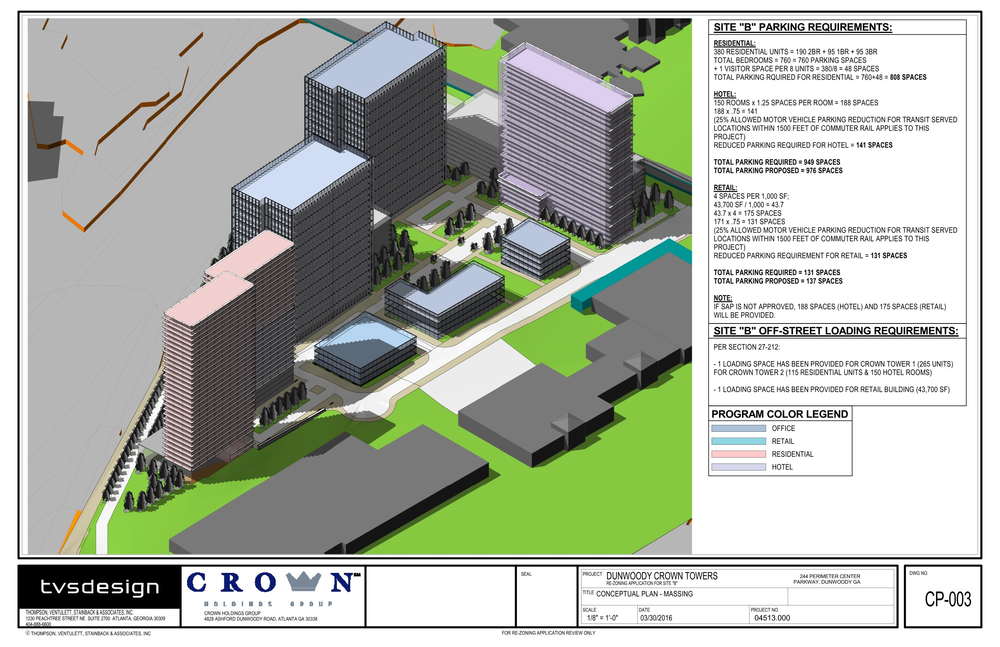 SITE "B" PARKING REQUIREMENTS:
RESIDENTIAL:
380 RESIDENTIAL UNITS = 190 2BR + 95 1BR + 95 3BR
TOTAL BEDROOMS = 760 = 760 PARKING SPACES
+ 1 VISITOR SPACE PER 8 UNITS = 380/8 = 48 SPACES
TOTAL PARKING RQUIRED FOR RESIDENTIAL = 760+48 = 808 SPACES
HOTEL:
150 ROOMS x 1.25 SPACES PER ROOM = 188 SPACES
188 x .75 = 141
(25% ALLOWED MOTOR VEHICLE PARKING REDUCTION FOR TRANSIT SERVED
LOCATIONS WITHIN 1500 FEET OF COMMUTER RAIL APPLIES TO THIS
PROJECT)
REDUCED PARKING REQUIRED FOR HOTEL = 141 SPACES
TOTAL PARKING REQUIRED = 949 SPACES
TOTAL PARKING PROPOSED = 976 SPACES
RETAIL:
4 SPACES PER 1,000 SF;
43,700 SF / 1,000 = 43.7
43.7 x 4 = 175 SPACES
171 x .75 = 131 SPACES
(25% ALLOWED MOTOR VEHICLE PARKING REDUCTION FOR TRANSIT SERVED
LOCATIONS WITHIN 1500 FEET OF COMMUTER RAIL APPLIES TO THIS
PROJECT)
REDUCED PARKING REQUIREMENT FOR RETAIL = 131 SPACES
TOTAL PARKING REQUIRED = 131 SPACES
TOTAL PARKING PROPOSED = 137 SPACES
NOTE:
IF SAP IS NOT APPROVED, 188 SPACES (HOTEL) AND 175 SPACES (RETAIL)
WILL BE PROVIDED.
SITE "B" OFF-STREET LOADING REQUIREMENTS:
PER SECTION 27-212:
- 1 LOADING SPACE HAS BEEN PROVIDED FOR CROWN TOWER 1 (265 UNITS)
FOR CROWN TOWER 2 (115 RESIDENTIAL UNITS & 150 HOTEL ROOMS)
- 1 LOADING SPACE HAS BEEN PROVIDED FOR RETAIL BUILDING (43,700 SF)
PROGRAM COLOR LEGEND
OFFICE
RETAIL
RESIDENTIAL
HOTEL
tvsdesign
THOMPSON, VENTULETT, STAINBACK & ASSOCIATES, INC.
1230 PEACHTREE STREET NE SUITE 2700 ATLANTA, GEORGIA 30309
404-888-6600
CROWN SM
HOLDINGS GROUP
CROWN HOLDINGS GROUP
4828 ASHFORD DUNWOODY ROAD, ATLANTA GA 30338
SEAL
PROJECT DUNWOODY CROWN TOWERS
RE-ZONING APPLICATION FOR SITE "B"
244 PERIMETER CENTER
PARKWAY, DUNWOODY GA
TITLE CONCEPTUAL PLAN - MASSING
SCALE
1/8" = 1'-0"
DATE
03/30/2016
PROJECT NO.
04513.000
DWG NO.
CP-003
© THOMPSON, VENTULETT, STAINBACK & ASSOCIATES, INC
FOR RE-ZONING APPLICATION REVIEW ONLY